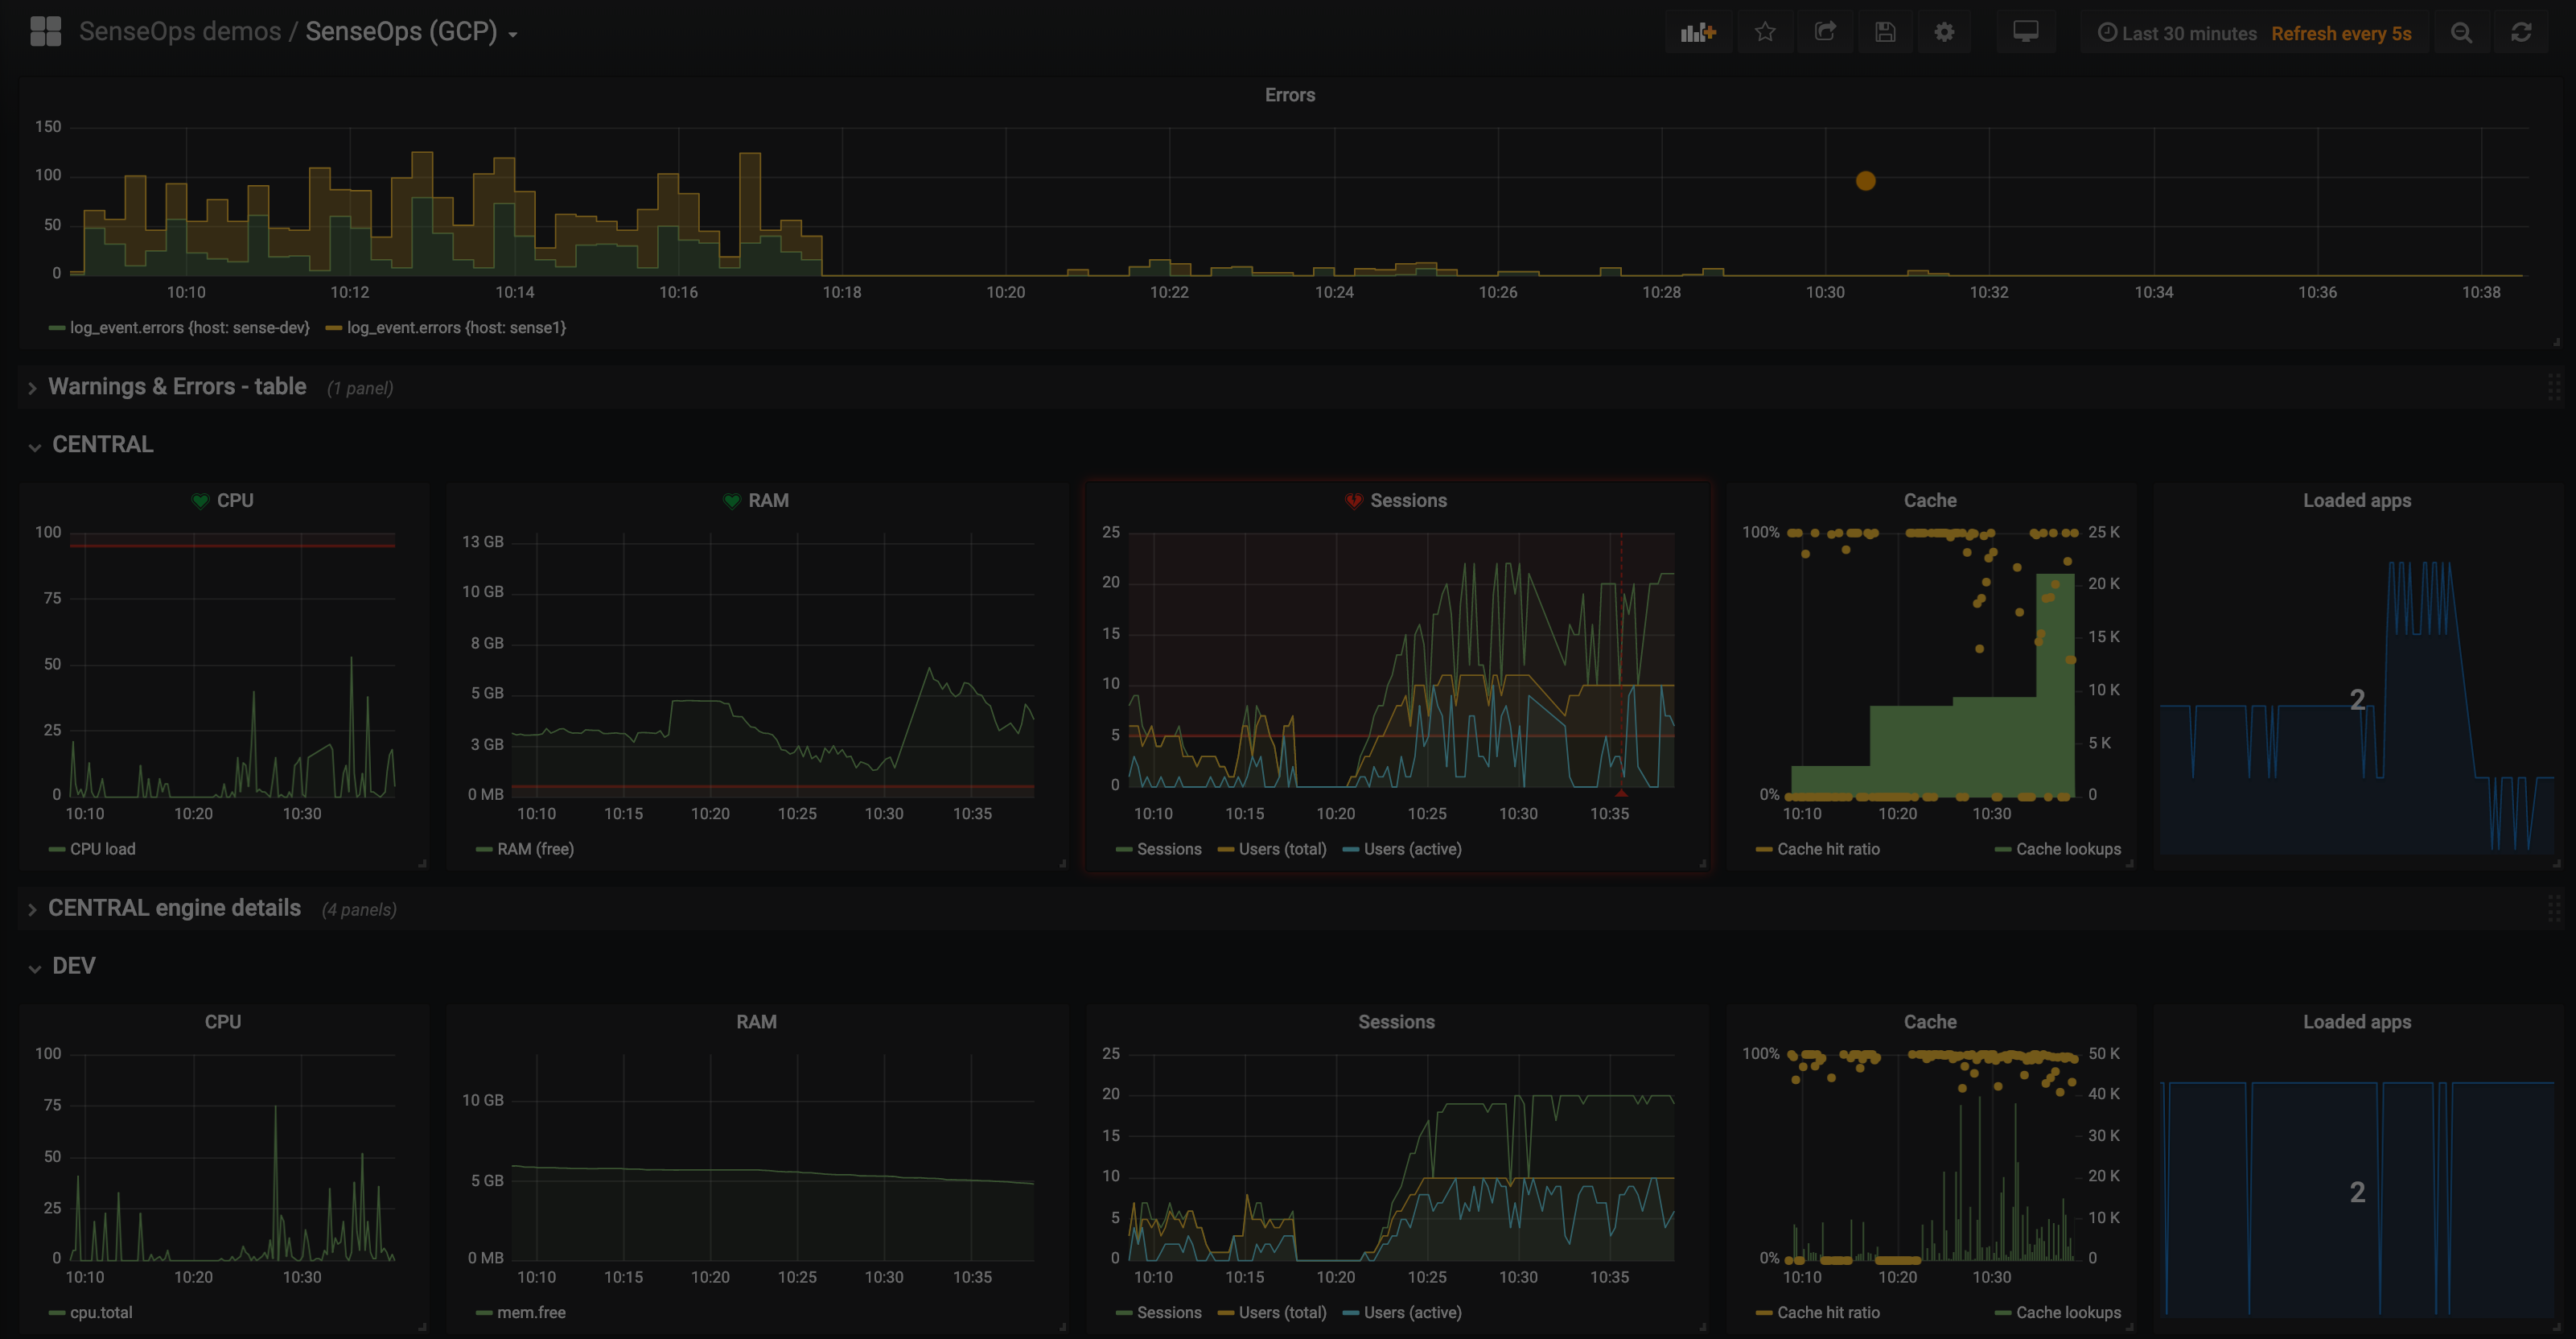 SenseOps demos / SenseOps (GCP)
Last 30 minutes Refresh every 5s
Errors
150
100
50
0
10:10 10:12 10:14 10:16 10:18 10:20 10:22 10:24 10:26 10:28 10:30 10:32 10:34 10:36 10:38
log_event.errors {host: sense-dev} log_event.errors {host: sense1}
Warnings & Errors - table (1 panel)
CENTRAL
CPU
100
75
50
25
0
10:10 10:20 10:30
CPU load
RAM
13 GB
10 GB
8 GB
5 GB
3 GB
0 MB
10:10 10:15 10:20 10:25 10:30 10:35
RAM (free)
Sessions
25
20
15
10
5
0
10:10 10:15 10:20 10:25 10:30 10:35
Sessions Users (total) Users (active)
Cache
100% 25 K
20 K
15 K
10 K
5 K
0% 0
10:10 10:20 10:30
Cache hit ratio Cache lookups
Loaded apps
2
CENTRAL engine details (4 panels)
DEV
CPU
100
75
50
25
0
10:10 10:20 10:30
cpu.total
RAM
10 GB
5 GB
0 MB
10:10 10:15 10:20 10:25 10:30 10:35
mem.free
Sessions
25
20
15
10
5
0
10:10 10:15 10:20 10:25 10:30 10:35
Sessions Users (total) Users (active)
Cache
100% 50 K
40 K
30 K
20 K
10 K
0% 0
10:10 10:20 10:30
Cache hit ratio Cache lookups
Loaded apps
2